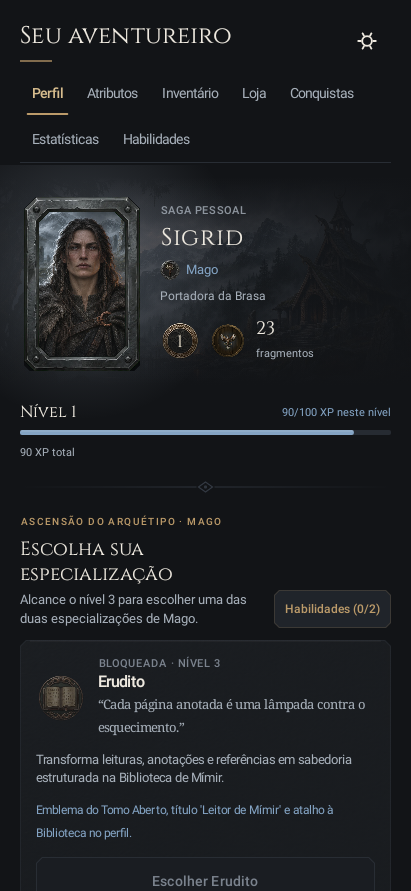 Seu aventureiro
Perfil Atributos Inventário Loja Conquistas
Estatísticas Habilidades
SAGA PESSOAL
Sigrid
Mago
Portadora da Brasa
1 23
fragmentos
Nível 1 90/100 XP neste nível
90 XP total
ASCENSÃO DO ARQUÉTIPO · MAGO
Escolha sua
especialização
Alcance o nível 3 para escolher uma das
duas especializações de Mago.
Habilidades (0/2)
BLOQUEADA · NÍVEL 3
Erudito
“Cada página anotada é uma lâmpada contra o
esquecimento.”
Transforma leituras, anotações e referências em sabedoria
estruturada na Biblioteca de Mímir.
Emblema do Tomo Aberto, título 'Leitor de Mímir' e atalho à
Biblioteca no perfil.
Escolher Erudito